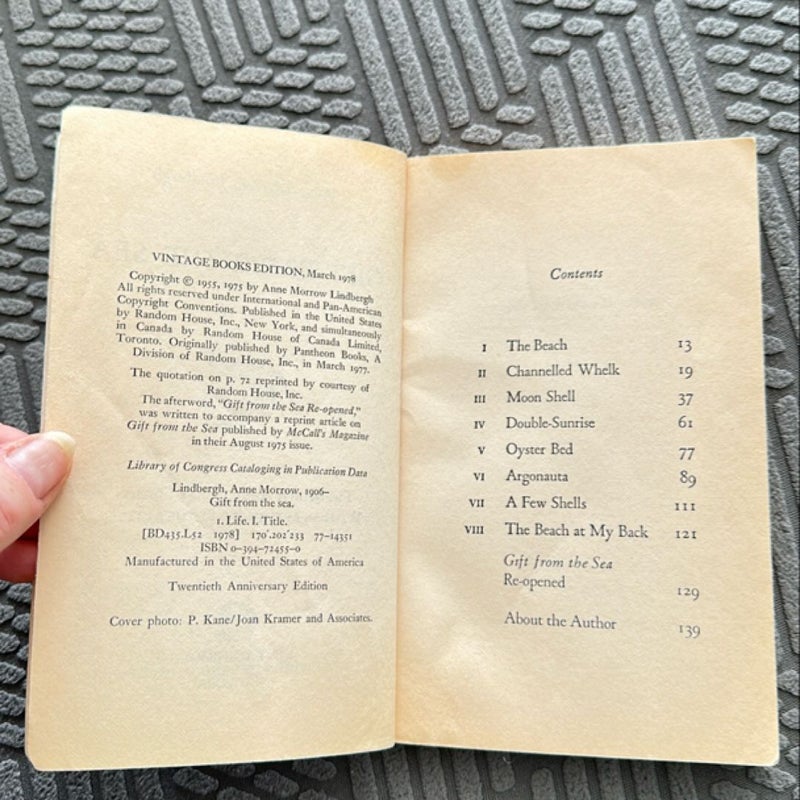 VINTAGE BOOKS EDITION, March 1978
Copyright © 1955, 1975 by Anne Morrow Lindbergh
All rights reserved under International and Pan-American
Copyright Conventions. Published in the United States
by Random House, Inc., New York, and simultaneously
in Canada by Random House of Canada Limited,
Toronto. Originally published by Pantheon Books, A
Division of Random House, Inc., in March 1977.
The quotation on p. 72 reprinted by courtesy of
Random House, Inc.
The afterword, "Gift from the Sea Re-opened,"
was written to accompany a reprint article on
Gift from the Sea published by McCall's Magazine
in their August 1975 issue.
Library of Congress Cataloging in Publication Data
Lindbergh, Anne Morrow, 1906–
Gift from the sea.
1. Life. I. Title.
[BD435.L52 1978] 170'.202'233 77-14351
ISBN 0-394-72455-0
Manufactured in the United States of America
Twentieth Anniversary Edition
Cover photo: P. Kane/Joan Kramer and Associates.
Contents
I The Beach 13
II Channelled Whelk 19
III Moon Shell 37
IV Double-Sunrise 61
V Oyster Bed 77
VI Argonauta 89
VII A Few Shells 111
VIII The Beach at My Back 121
Gift from the Sea
Re-opened 129
About the Author 139